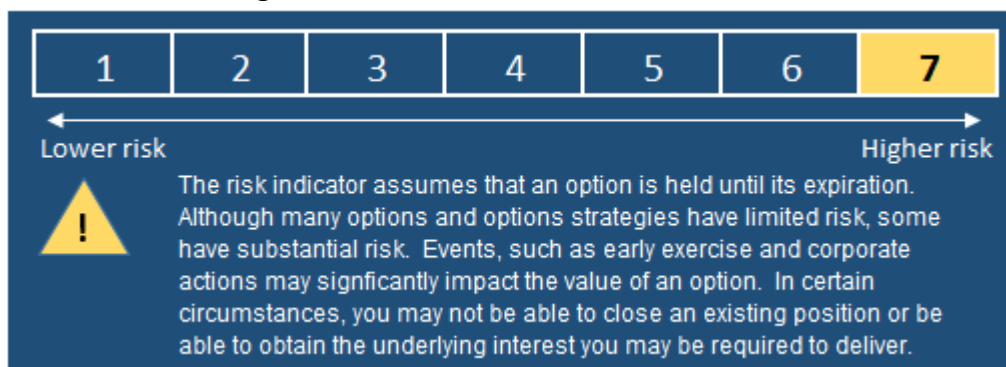 1 2 3 4 5 6 7
Lower risk Higher risk
!
The risk indicator assumes that an option is held until its expiration.
Although many options and options strategies have limited risk, some
have substantial risk.  Events, such as early exercise and corporate
actions may signficantly impact the value of an option.  In certain
circumstances, you may not be able to close an existing position or be
able to obtain the underlying interest you may be required to deliver.